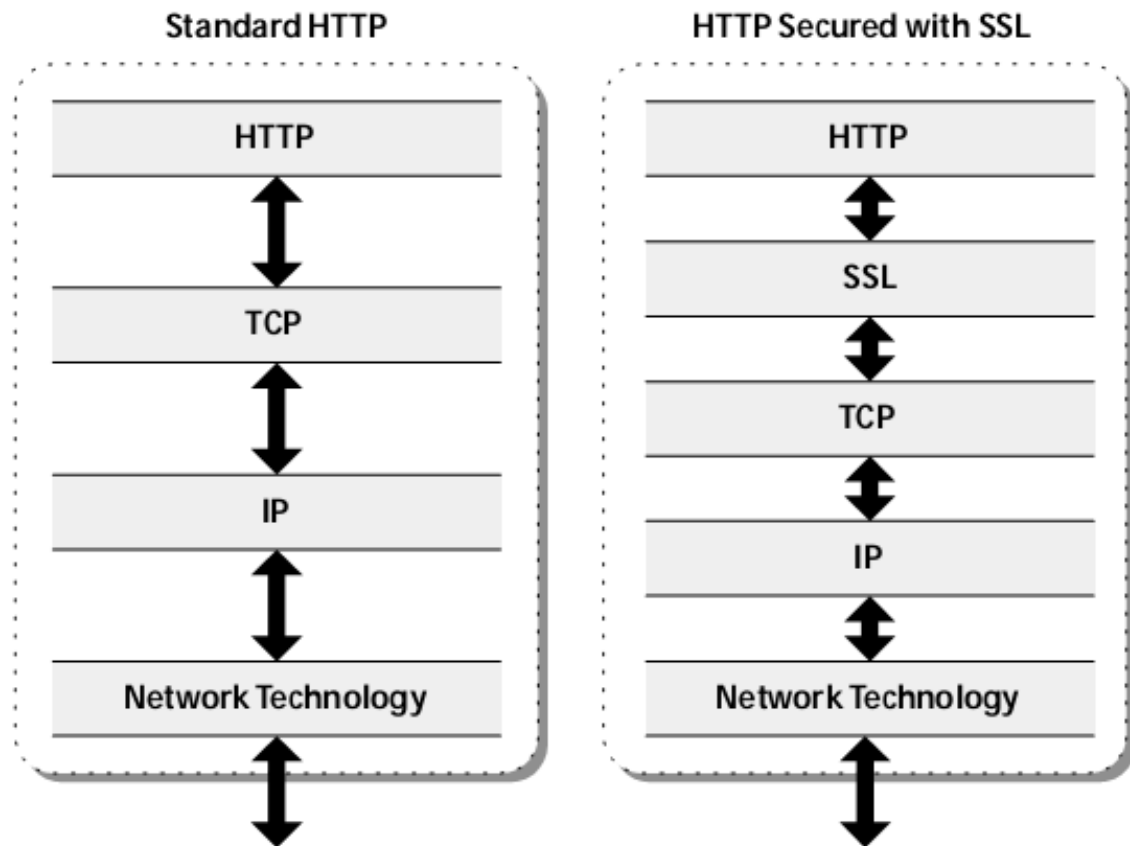 Standard HTTP
HTTP
TCP
IP
Network Technology
HTTP Secured with SSL
HTTP
SSL
TCP
IP
Network Technology